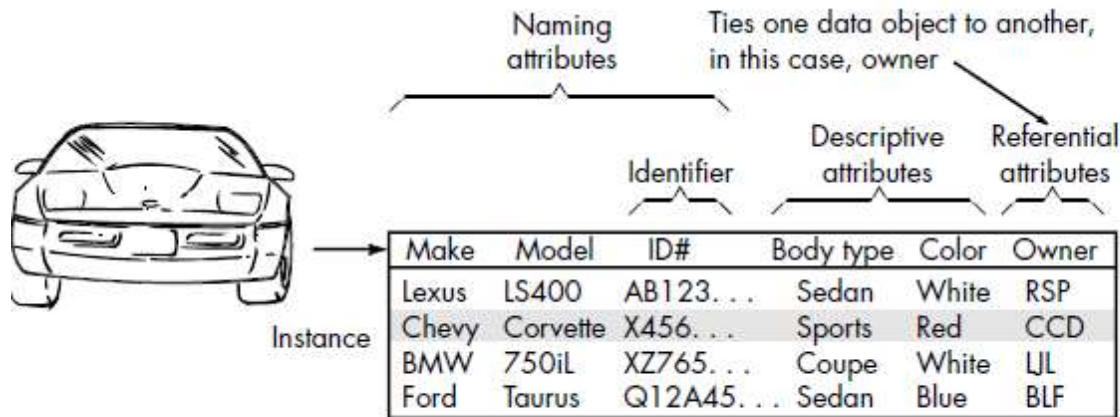 Naming
attributes
Ties one data object to another,
in this case, owner
Identifier
Descriptive
attributes
Referential
attributes
Make Model ID# Body type Color Owner
Lexus LS400 AB123. . . Sedan White RSP
Instance
Chevy Corvette X456. . . Sports Red CCD
BMW 750iL XZ765. . . Coupe White LJL
Ford Taurus Q12A45. . . Sedan Blue BLF